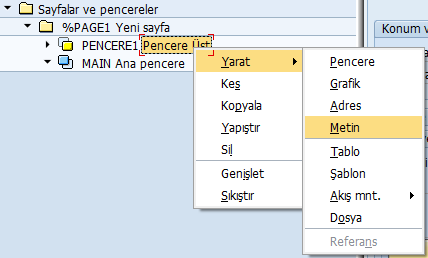 Sayfalar ve pencereler
Konum v
%PAGE1 Yeni sayfa
PENCERE1 Pencere Üst
MAIN Ana pencere
Yarat
Kes
Kopyala
Yapıştır
Sil
Genişlet
Sıkıştır
Pencere
Grafik
Adres
Metin
Tablo
Şablon
Akış mnt.
Dosya
Referans